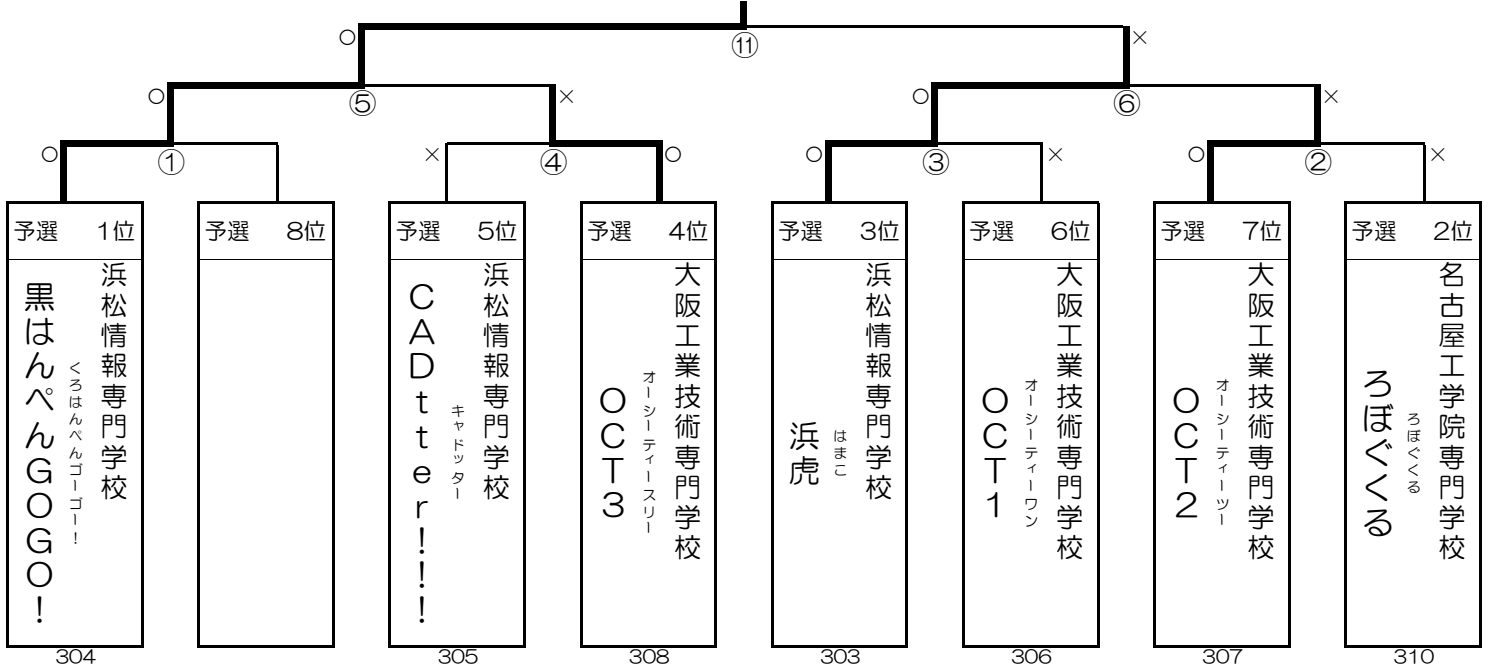 ⑪
○
×
⑤
⑥
○
×
○
×
①
④
③
②
○
×
○
○
×
○
×
予選 1位
浜松情報専門学校
くろはんぺんゴーゴー!
黒はんぺんGOGO!
304
予選 8位
予選 5位
浜松情報専門学校
キャドッター
CADtter!!!
305
予選 4位
大阪工業技術専門学校
オーシーティースリー
OCT3
308
予選 3位
浜松情報専門学校
はまこ
浜虎
303
予選 6位
大阪工業技術専門学校
オーシーティーワン
OCT1
306
予選 7位
大阪工業技術専門学校
オーシーティーツー
OCT2
307
予選 2位
名古屋工学院専門学校
ろぼぐくる
ろぼぐくる
310